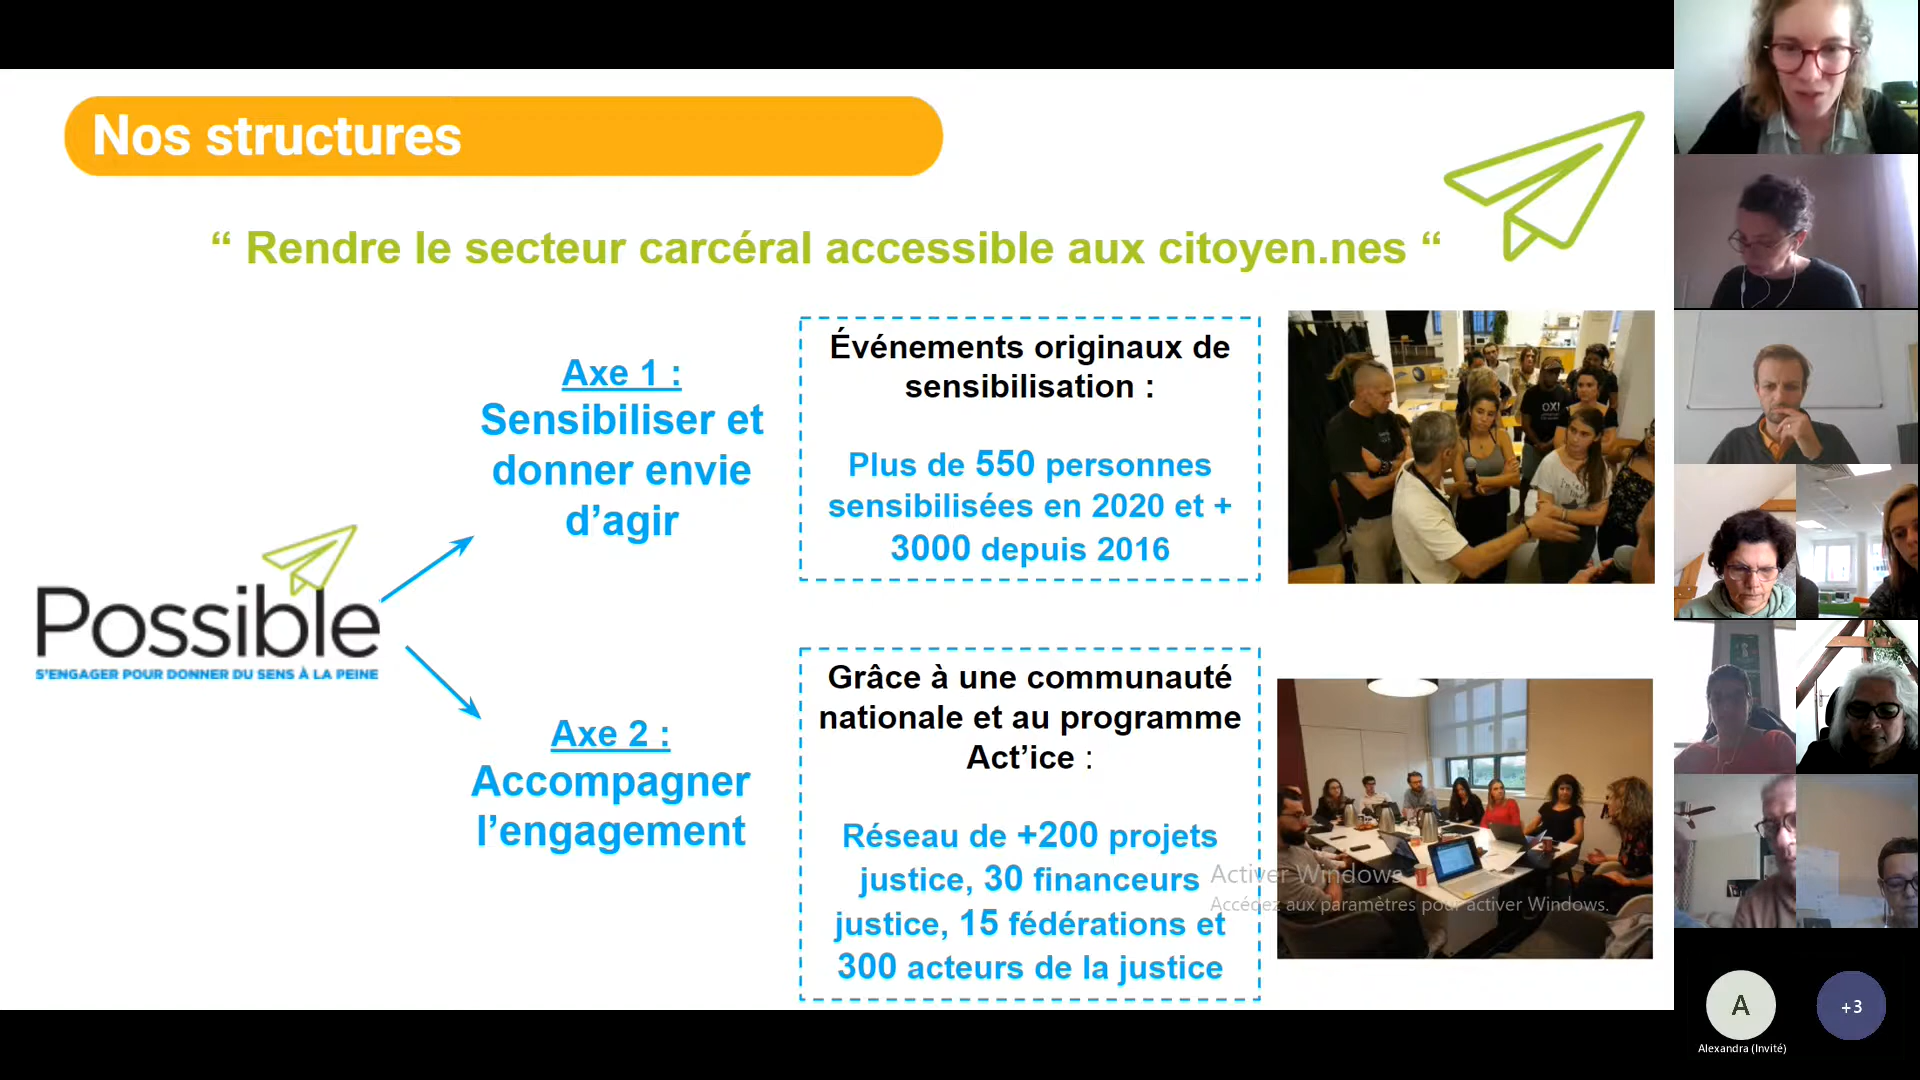 Nos structures
“ Rendre le secteur carcéral accessible aux citoyen.nes “
Possible
S'ENGAGER POUR DONNER DU SENS À LA PEINE
Axe 1 :
Sensibiliser et
donner envie
d’agir
Événements originaux de
sensibilisation :
Plus de 550 personnes
sensibilisées en 2020 et +
3000 depuis 2016
Axe 2 :
Accompagner
l’engagement
Grâce à une communauté
nationale et au programme
Act’ice :
Réseau de +200 projets
justice, 30 financeurs
justice, 15 fédérations et
300 acteurs de la justice
Activer Windows
Accédez aux paramètres pour activer Windows.
A
Alexandra (Invité)
+3